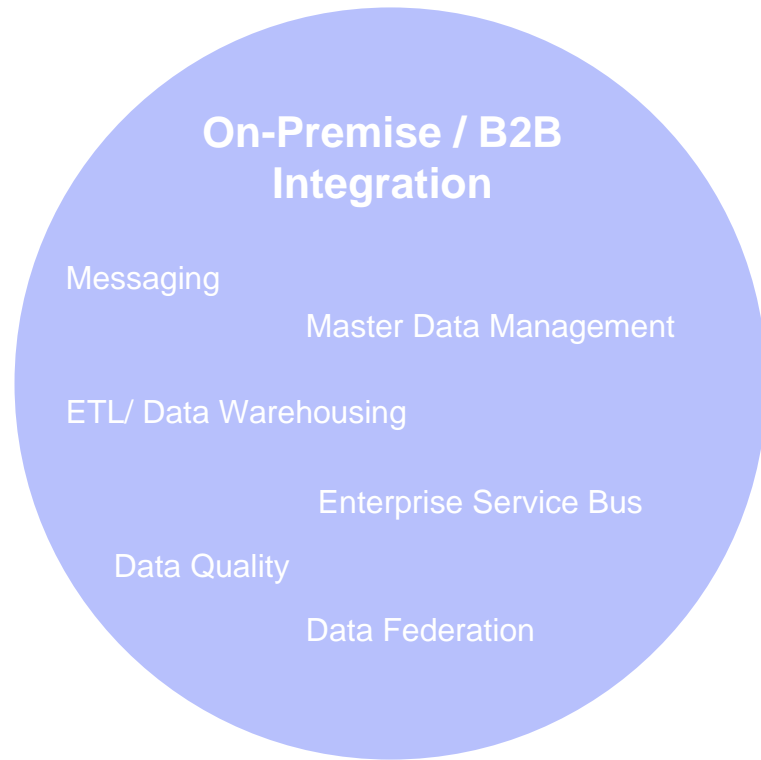 On-Premise / B2B
Integration
Messaging
Master Data Management
ETL/ Data Warehousing
Enterprise Service Bus
Data Quality
Data Federation